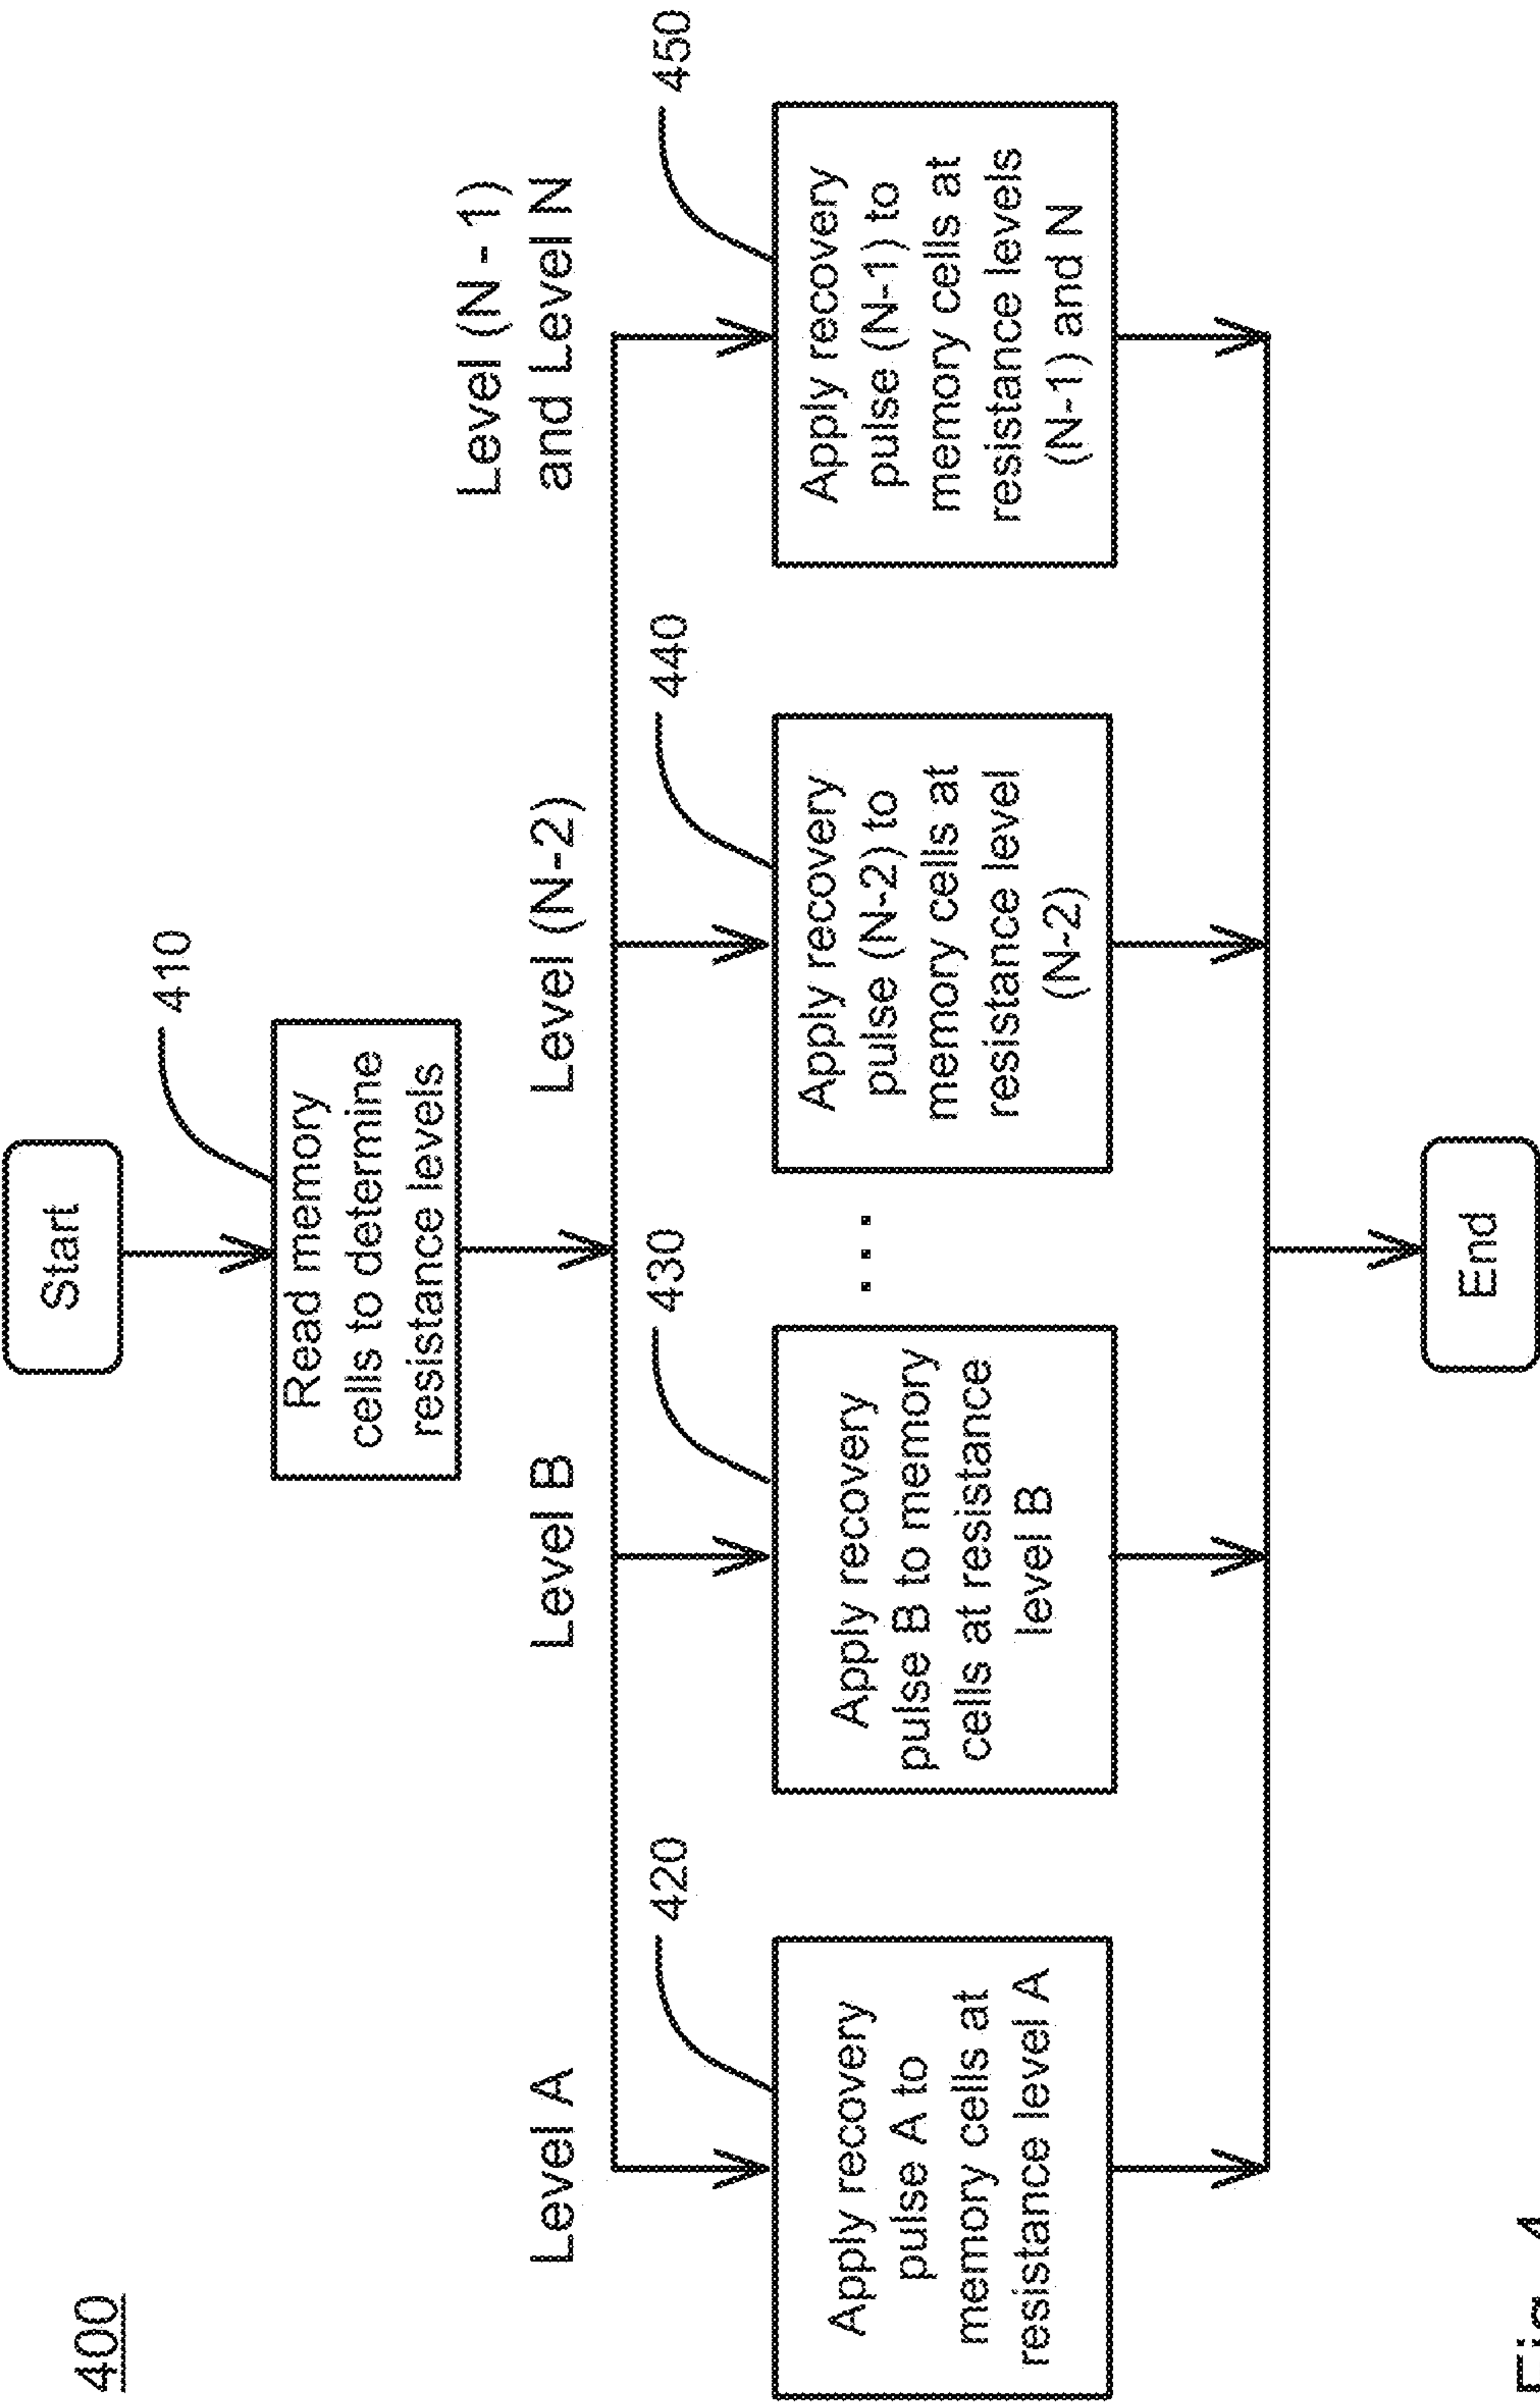 400
Start
410
Read memory
cells to determine
resistance levels
Level A
Level B
Level (N-2)
Level (N - 1)
and Level N
420
Apply recovery
pulse A to
memory cells at
resistance level A
430
Apply recovery
pulse B to memory
cells at resistance
level B
. . .
440
Apply recovery
pulse (N-2) to
memory cells at
resistance level
(N-2)
450
Apply recovery
pulse (N-1) to
memory cells at
resistance levels
(N-1) and N
End
Fig. 4